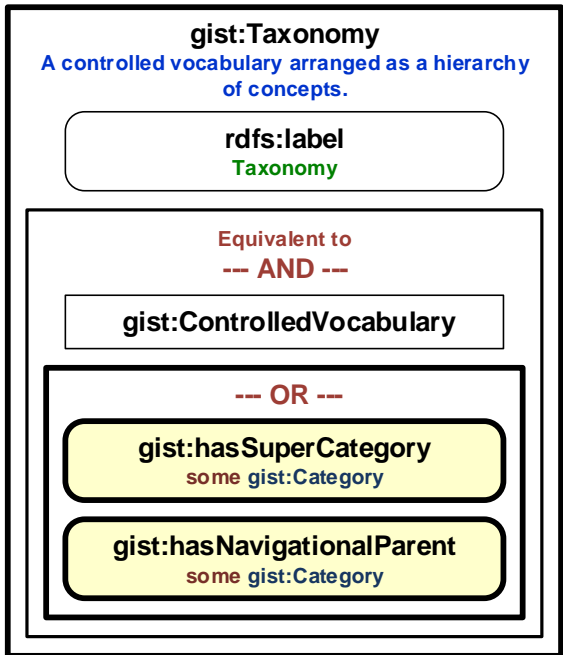 gist:Taxonomy
A controlled vocabulary arranged as a hierarchy
of concepts.
rdfs:label
Taxonomy
Equivalent to
--- AND ---
gist:ControlledVocabulary
--- OR ---
gist:hasSuperCategory
some gist:Category
gist:hasNavigationalParent
some gist:Category